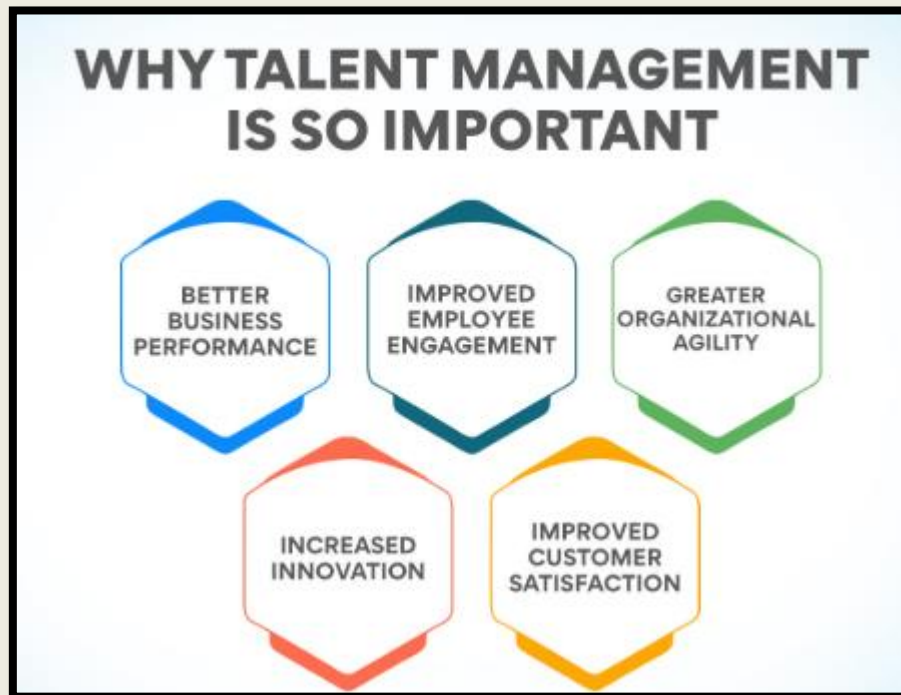 WHY TALENT MANAGEMENT
IS SO IMPORTANT
BETTER
BUSINESS
PERFORMANCE
IMPROVED
EMPLOYEE
ENGAGEMENT
GREATER
ORGANIZATIONAL
AGILITY
INCREASED
INNOVATION
IMPROVED
CUSTOMER
SATISFACTION